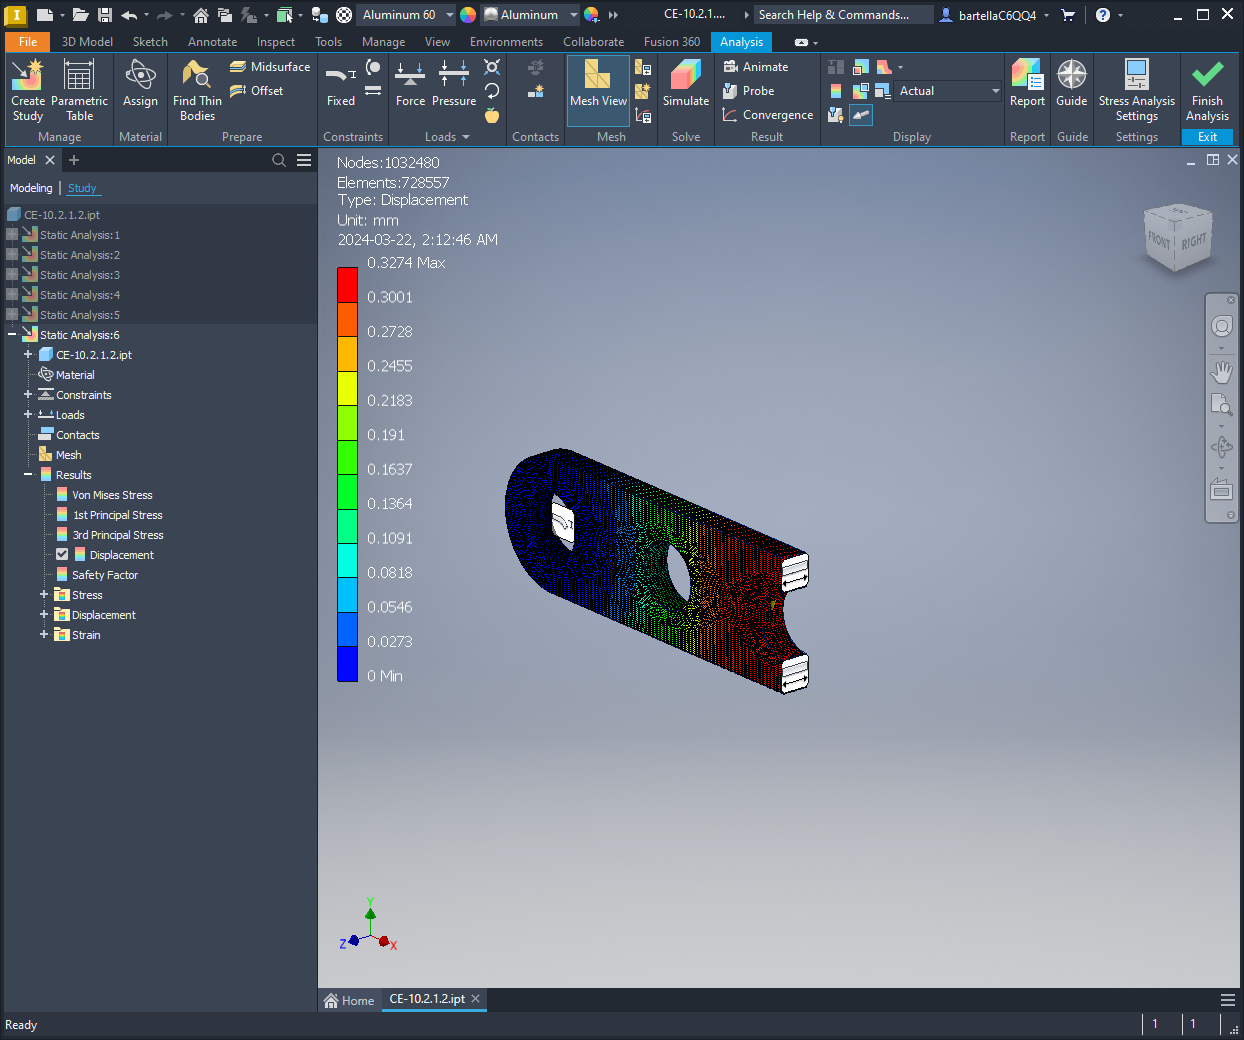 Aluminum 60
Aluminum
CE-10.2.1....
Search Help & Commands...
bartellaC6QQ4
File
3D Model
Sketch
Annotate
Inspect
Tools
Manage
View
Environments
Collaborate
Fusion 360
Analysis
Create Study
Parametric Table
Manage
Assign
Material
Find Thin Bodies
Midsurface
Offset
Prepare
Fixed
Constraints
Force
Pressure
Loads
Contacts
Mesh View
Mesh
Simulate
Solve
Animate
Probe
Convergence
Result
Actual
Display
Report
Report
Guide
Guide
Stress Analysis Settings
Settings
Finish Analysis
Exit
Model
Modeling
Study
CE-10.2.1.2.ipt
Static Analysis:1
Static Analysis:2
Static Analysis:3
Static Analysis:4
Static Analysis:5
Static Analysis:6
CE-10.2.1.2.ipt
Material
Constraints
Loads
Contacts
Mesh
Results
Von Mises Stress
1st Principal Stress
3rd Principal Stress
Displacement
Safety Factor
Stress
Displacement
Strain
Nodes:1032480
Elements:728557
Type: Displacement
Unit: mm
2024-03-22, 2:12:46 AM
0.3274 Max
0.3001
0.2728
0.2455
0.2183
0.191
0.1637
0.1364
0.1091
0.0818
0.0546
0.0273
0 Min
FRONT
RIGHT
Y
Z
X
Home
CE-10.2.1.2.ipt
Ready
1
1